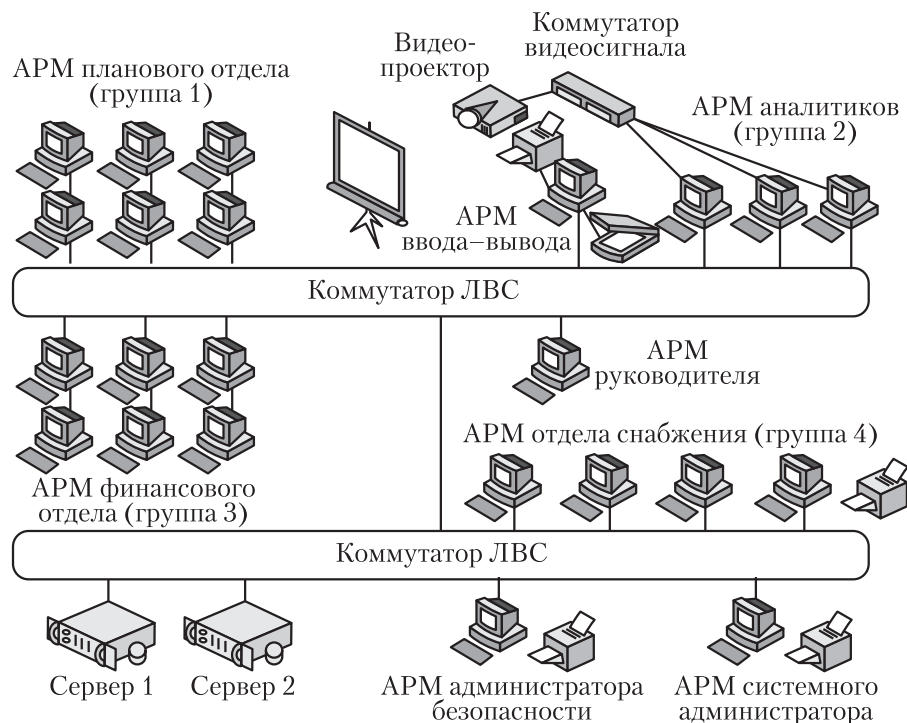 Коммутатор
видеосигнала
Видео-
проектор
АРМ планового отдела
(группа 1)
АРМ аналитиков
(группа 2)
АРМ
ввода–вывода
Коммутатор ЛВС
АРМ
руководителя
АРМ отдела снабжения (группа 4)
АРМ финансового
отдела (группа 3)
Коммутатор ЛВС
Сервер 1
Сервер 2
АРМ администратора
безопасности
АРМ системного
администратора